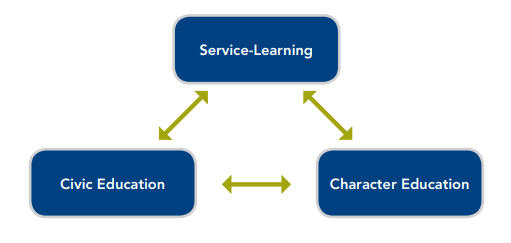 Service-Learning
Civic Education
Character Education